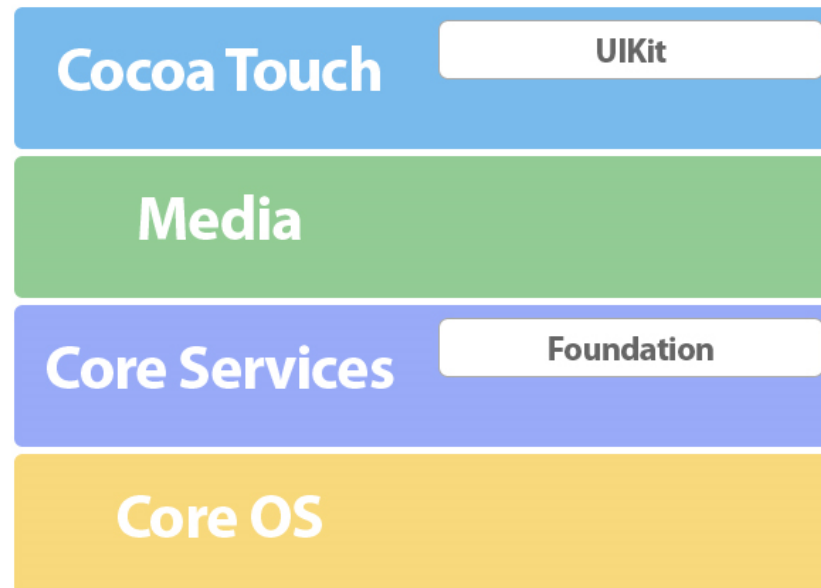 Cocoa Touch
UIKit
Media
Core Services
Foundation
Core OS